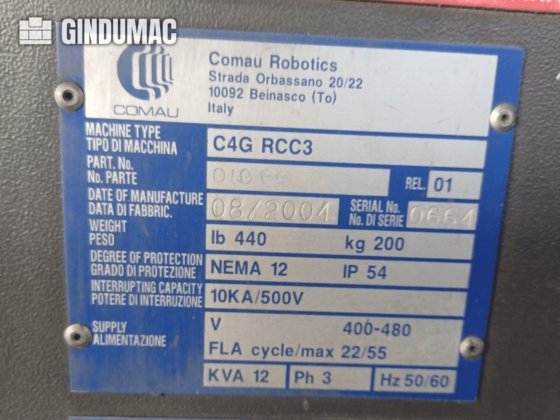 GINDUMAC
COMAU
Comau Robotics
Strada Orbassano 20/22
10092 Beinasco (To)
Italy
MACHINE TYPE
TIPO DI MACCHINA
C4G RCC3
PART. No.
No. PARTE
REL. 01
DATE OF MANUFACTURE
DATA DI FABBRIC.
08/2004
SERIAL No.
No. DI SERIE
0664
WEIGHT
PESO
lb 440
kg 200
DEGREE OF PROTECTION
GRADO DI PROTEZIONE
NEMA 12
IP 54
INTERRUPTING CAPACITY
POTERE DI INTERRUZIONE
10KA/500V
SUPPLY
ALIMENTAZIONE
V 400-480
FLA cycle/max 22/55
KVA 12
Ph 3
Hz 50/60